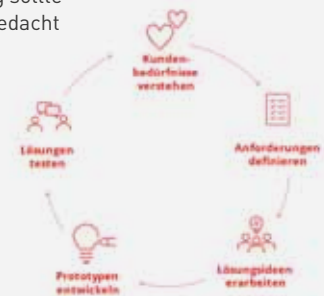 g sollte
edacht
Kunden-
bedürfnisse
verstehen
Anforderungen
definieren
Lösungsideen
erarbeiten
Prototypen
entwickeln
Lösungen
testen